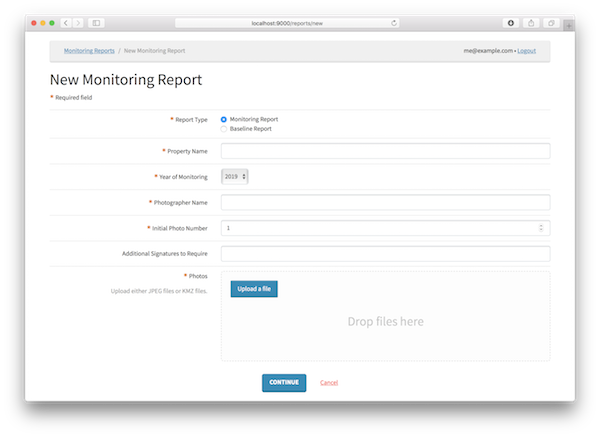 localhost:9000/reports/new
Monitoring Reports / New Monitoring Report
me@example.com • Logout
New Monitoring Report
* Required field
* Report Type
Monitoring Report
Baseline Report
* Property Name
* Year of Monitoring
2019
* Photographer Name
* Initial Photo Number
1
Additional Signatures to Require
* Photos
Upload either JPEG files or KMZ files.
Upload a file
Drop files here
CONTINUE
Cancel